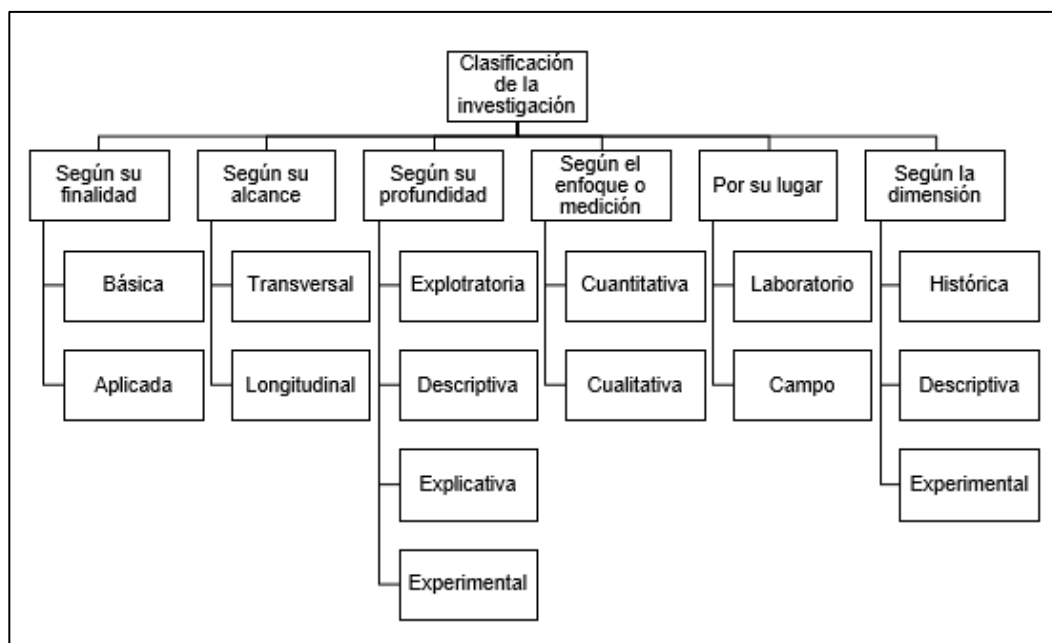 Clasificación
de la
investigación
Según su
finalidad
Según su
alcance
Según su
profundidad
Según el
enfoque o
medición
Por su lugar
Según la
dimensión
Básica
Transversal
Explotratoria
Cuantitativa
Laboratorio
Histórica
Aplicada
Longitudinal
Descriptiva
Cualitativa
Campo
Descriptiva
Explicativa
Experimental
Experimental